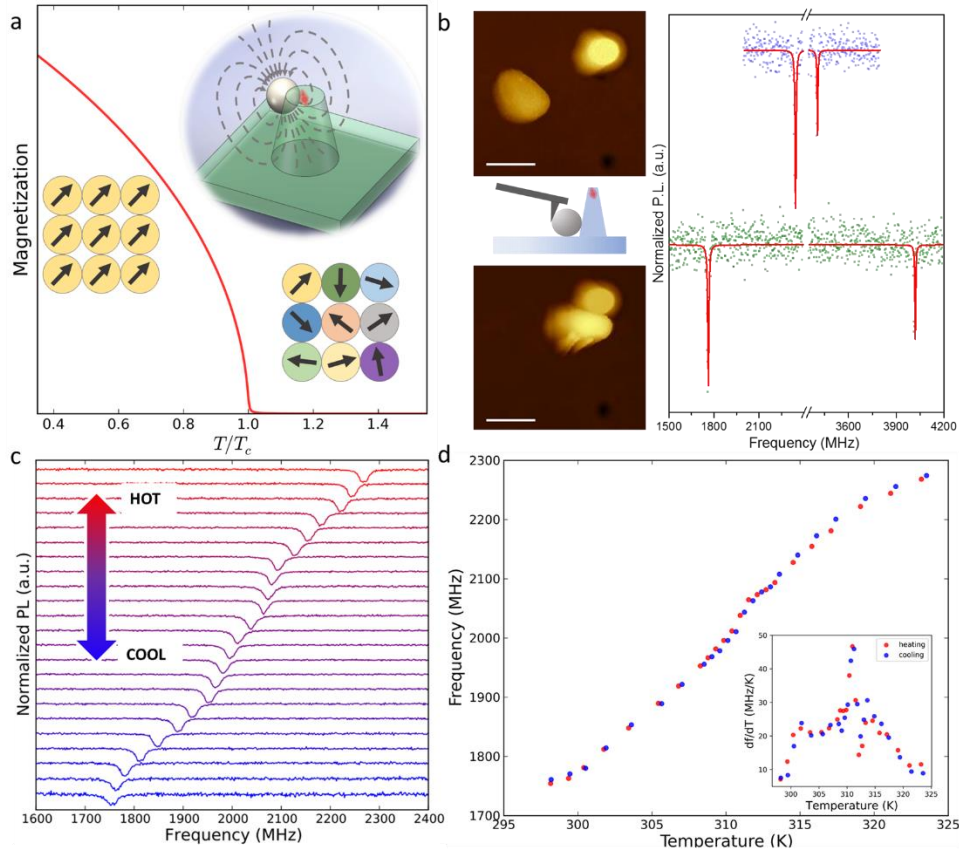 a
Magnetization
0.4 0.6 0.8 1.0 1.2 1.4
T/Tc
b
Normalized P.L. (a.u.)
1500 1800 2100 3600 3900 4200
Frequency (MHz)
c
HOT
COOL
Normalized PL (a.u.)
1600 1700 1800 1900 2000 2100 2200 2300 2400
Frequency (MHz)
d
2300
2200
2100
2000
1900
1800
1700
Frequency (MHz)
295 300 305 310 315 320 325
Temperature (K)
heating
cooling
50
40
30
20
10
df/dT (MHz/K)
300 305 310 315 320 325
Temperature (K)